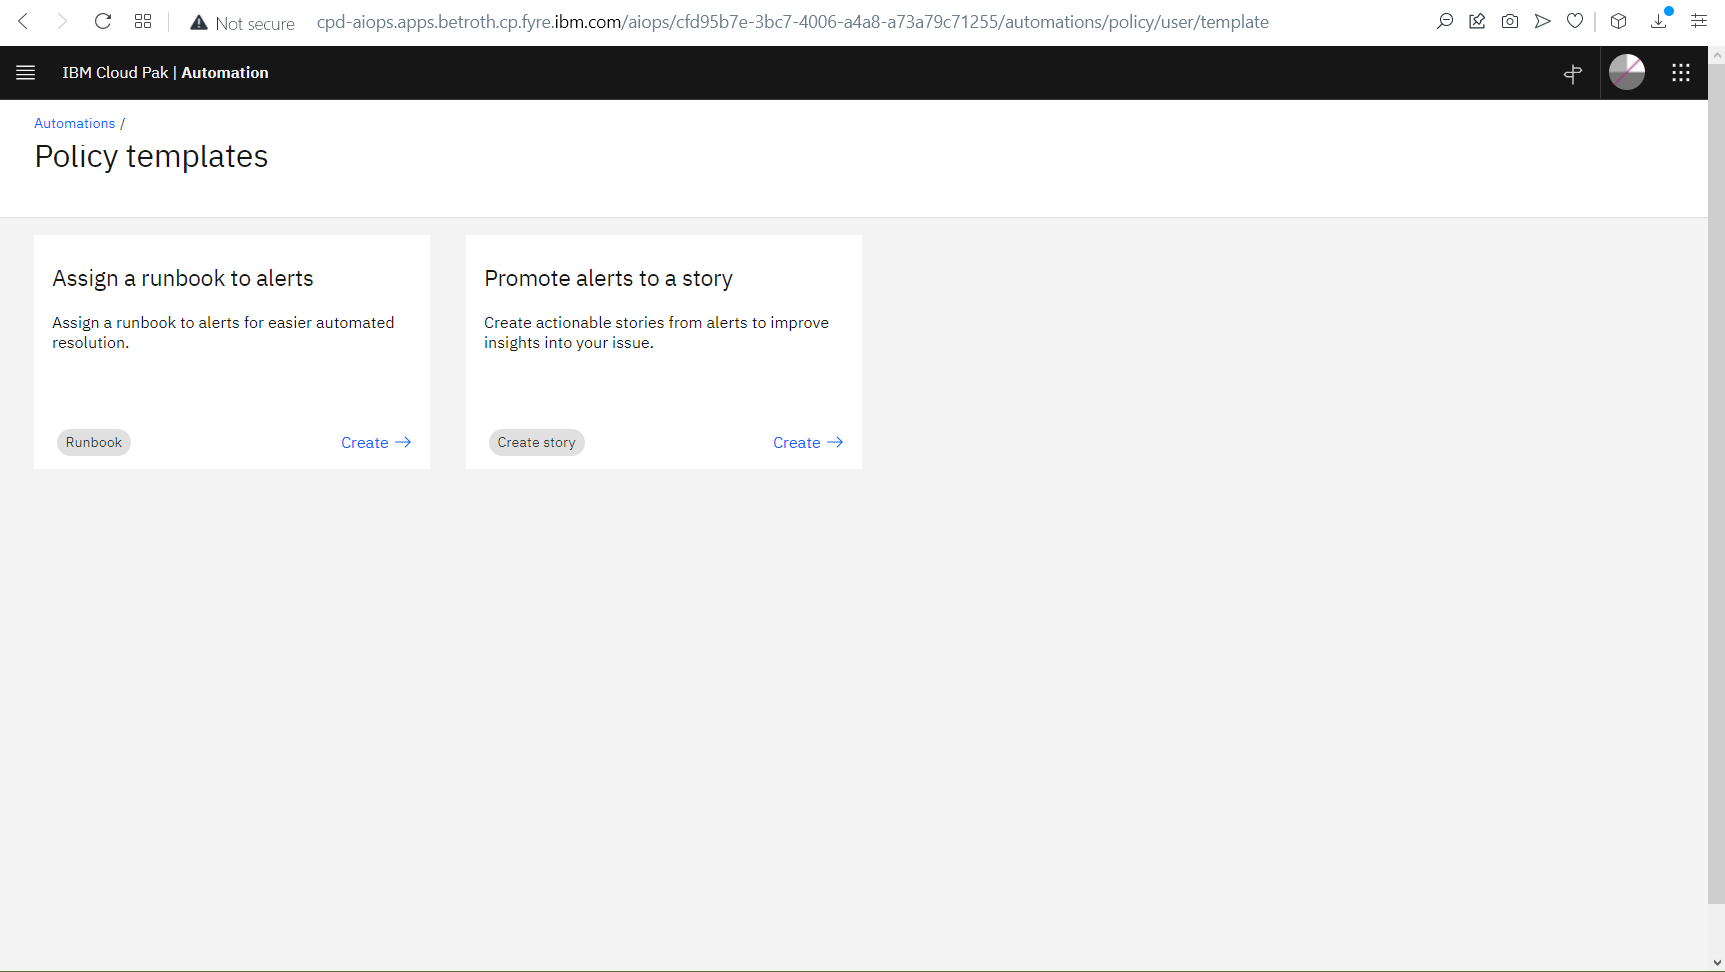 Not secure cpd-aiops.apps.betroth.cp.fyre.ibm.com/aiops/cfd95b7e-3bc7-4006-a4a8-a73a79c71255/automations/policy/user/template
IBM Cloud Pak | Automation
Automations /
Policy templates
Assign a runbook to alerts
Assign a runbook to alerts for easier automated
resolution.
Runbook
Create
Promote alerts to a story
Create actionable stories from alerts to improve
insights into your issue.
Create story
Create